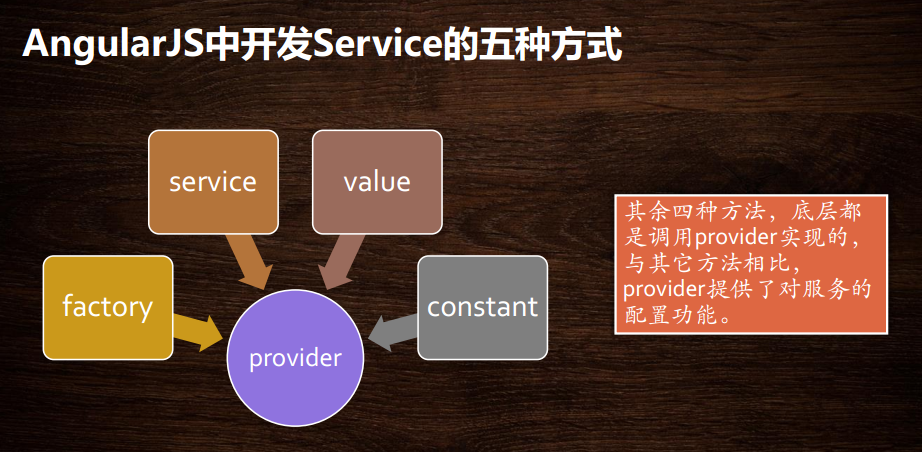 AngularJS中开发Service的五种方式
service
value
factory
constant
provider
其余四种方法，底层都
是调用provider实现的，
与其它方法相比，
provider提供了对服务的
配置功能。